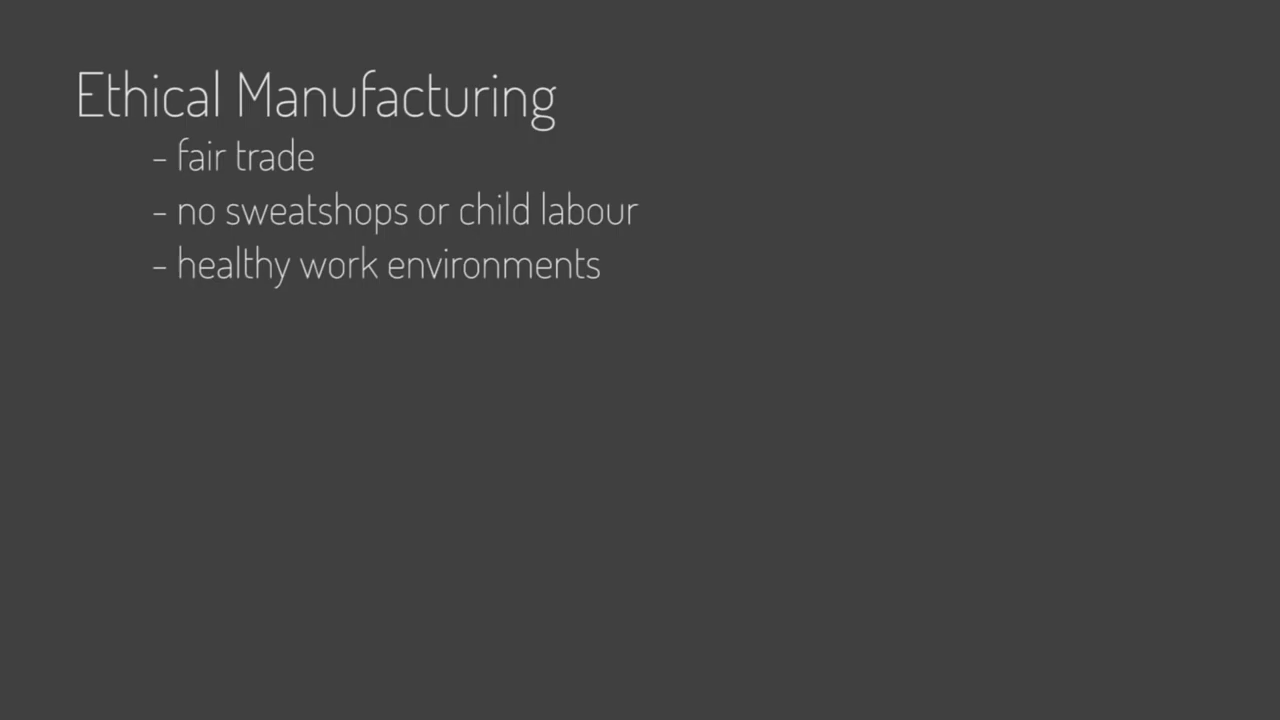 Ethical Manufacturing
- fair trade
- no sweatshops or child labour
- healthy work environments